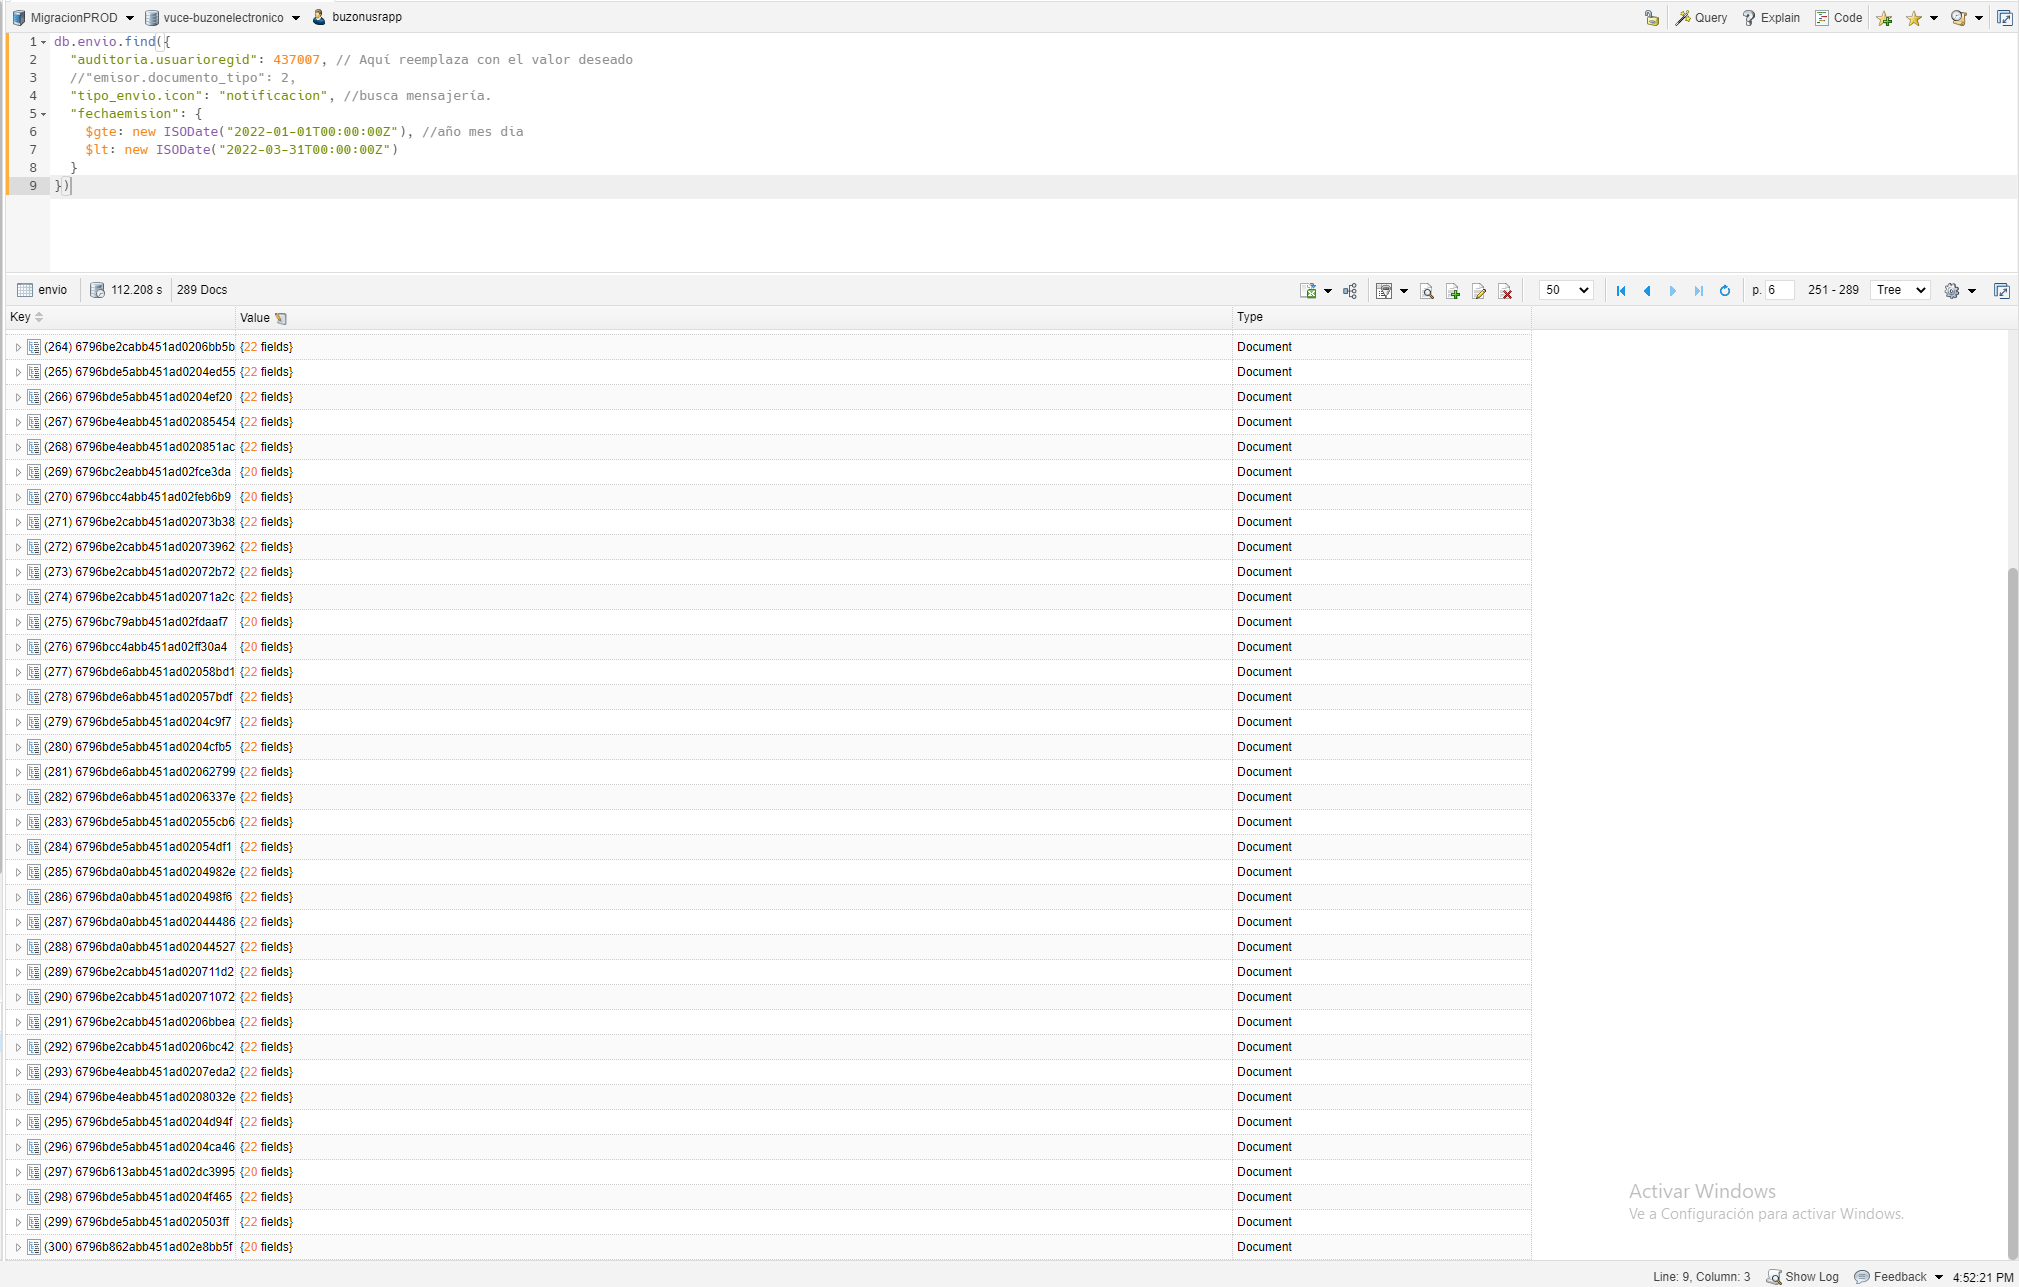 MigracionPROD vuce-buzonelectronico buzonusrapp Query Explain Code
1 db.envio.find({
2 "auditoria.usuarioregid": 437007, // Aquí reemplaza con el valor deseado
3 //"emisor.documento_tipo": 2,
4 "tipo_envio.icon": "notificacion", //busca mensajería.
5 "fechaemision": {
6 $gte: new ISODate("2022-01-01T00:00:00Z"), //año mes dia
7 $lt: new ISODate("2022-03-31T00:00:00Z")
8 }
9 })
envio 112.208 s 289 Docs 50 p. 6 251 - 289 Tree
Key Value Type
(264) 6796be2cabb451ad0206bb5b {22 fields} Document
(265) 6796bde5abb451ad0204ed55 {22 fields} Document
(266) 6796bde5abb451ad0204ef20 {22 fields} Document
(267) 6796be4eabb451ad02085454 {22 fields} Document
(268) 6796be4eabb451ad020851ac {22 fields} Document
(269) 6796bc2eabb451ad02fce3da {20 fields} Document
(270) 6796bcc4abb451ad02feb6b9 {20 fields} Document
(271) 6796be2cabb451ad02073b38 {22 fields} Document
(272) 6796be2cabb451ad02073962 {22 fields} Document
(273) 6796be2cabb451ad02072b72 {22 fields} Document
(274) 6796be2cabb451ad02071a2c {22 fields} Document
(275) 6796bc79abb451ad02fdaaf7 {20 fields} Document
(276) 6796bcc4abb451ad02ff30a4 {20 fields} Document
(277) 6796bde6abb451ad02058bd1 {22 fields} Document
(278) 6796bde6abb451ad02057bdf {22 fields} Document
(279) 6796bde5abb451ad0204c9f7 {22 fields} Document
(280) 6796bde5abb451ad0204cfb5 {22 fields} Document
(281) 6796bde6abb451ad02062799 {22 fields} Document
(282) 6796bde6abb451ad0206337e {22 fields} Document
(283) 6796bde5abb451ad02055cb6 {22 fields} Document
(284) 6796bde5abb451ad02054df1 {22 fields} Document
(285) 6796bda0abb451ad0204982e {22 fields} Document
(286) 6796bda0abb451ad020498f6 {22 fields} Document
(287) 6796bda0abb451ad02044486 {22 fields} Document
(288) 6796bda0abb451ad02044527 {22 fields} Document
(289) 6796be2cabb451ad020711d2 {22 fields} Document
(290) 6796be2cabb451ad02071072 {22 fields} Document
(291) 6796be2cabb451ad0206bbea {22 fields} Document
(292) 6796be2cabb451ad0206bc42 {22 fields} Document
(293) 6796be4eabb451ad0207eda2 {22 fields} Document
(294) 6796be4eabb451ad0208032e {22 fields} Document
(295) 6796bde5abb451ad0204d94f {22 fields} Document
(296) 6796bde5abb451ad0204ca46 {22 fields} Document
(297) 6796b613abb451ad02dc3995 {20 fields} Document
(298) 6796bde5abb451ad0204f465 {22 fields} Document
(299) 6796bde5abb451ad020503ff {22 fields} Document
(300) 6796b862abb451ad02e8bb5f {20 fields} Document
Activar Windows
Ve a Configuración para activar Windows.
Line: 9, Column: 3 Show Log Feedback 4:52:21 PM